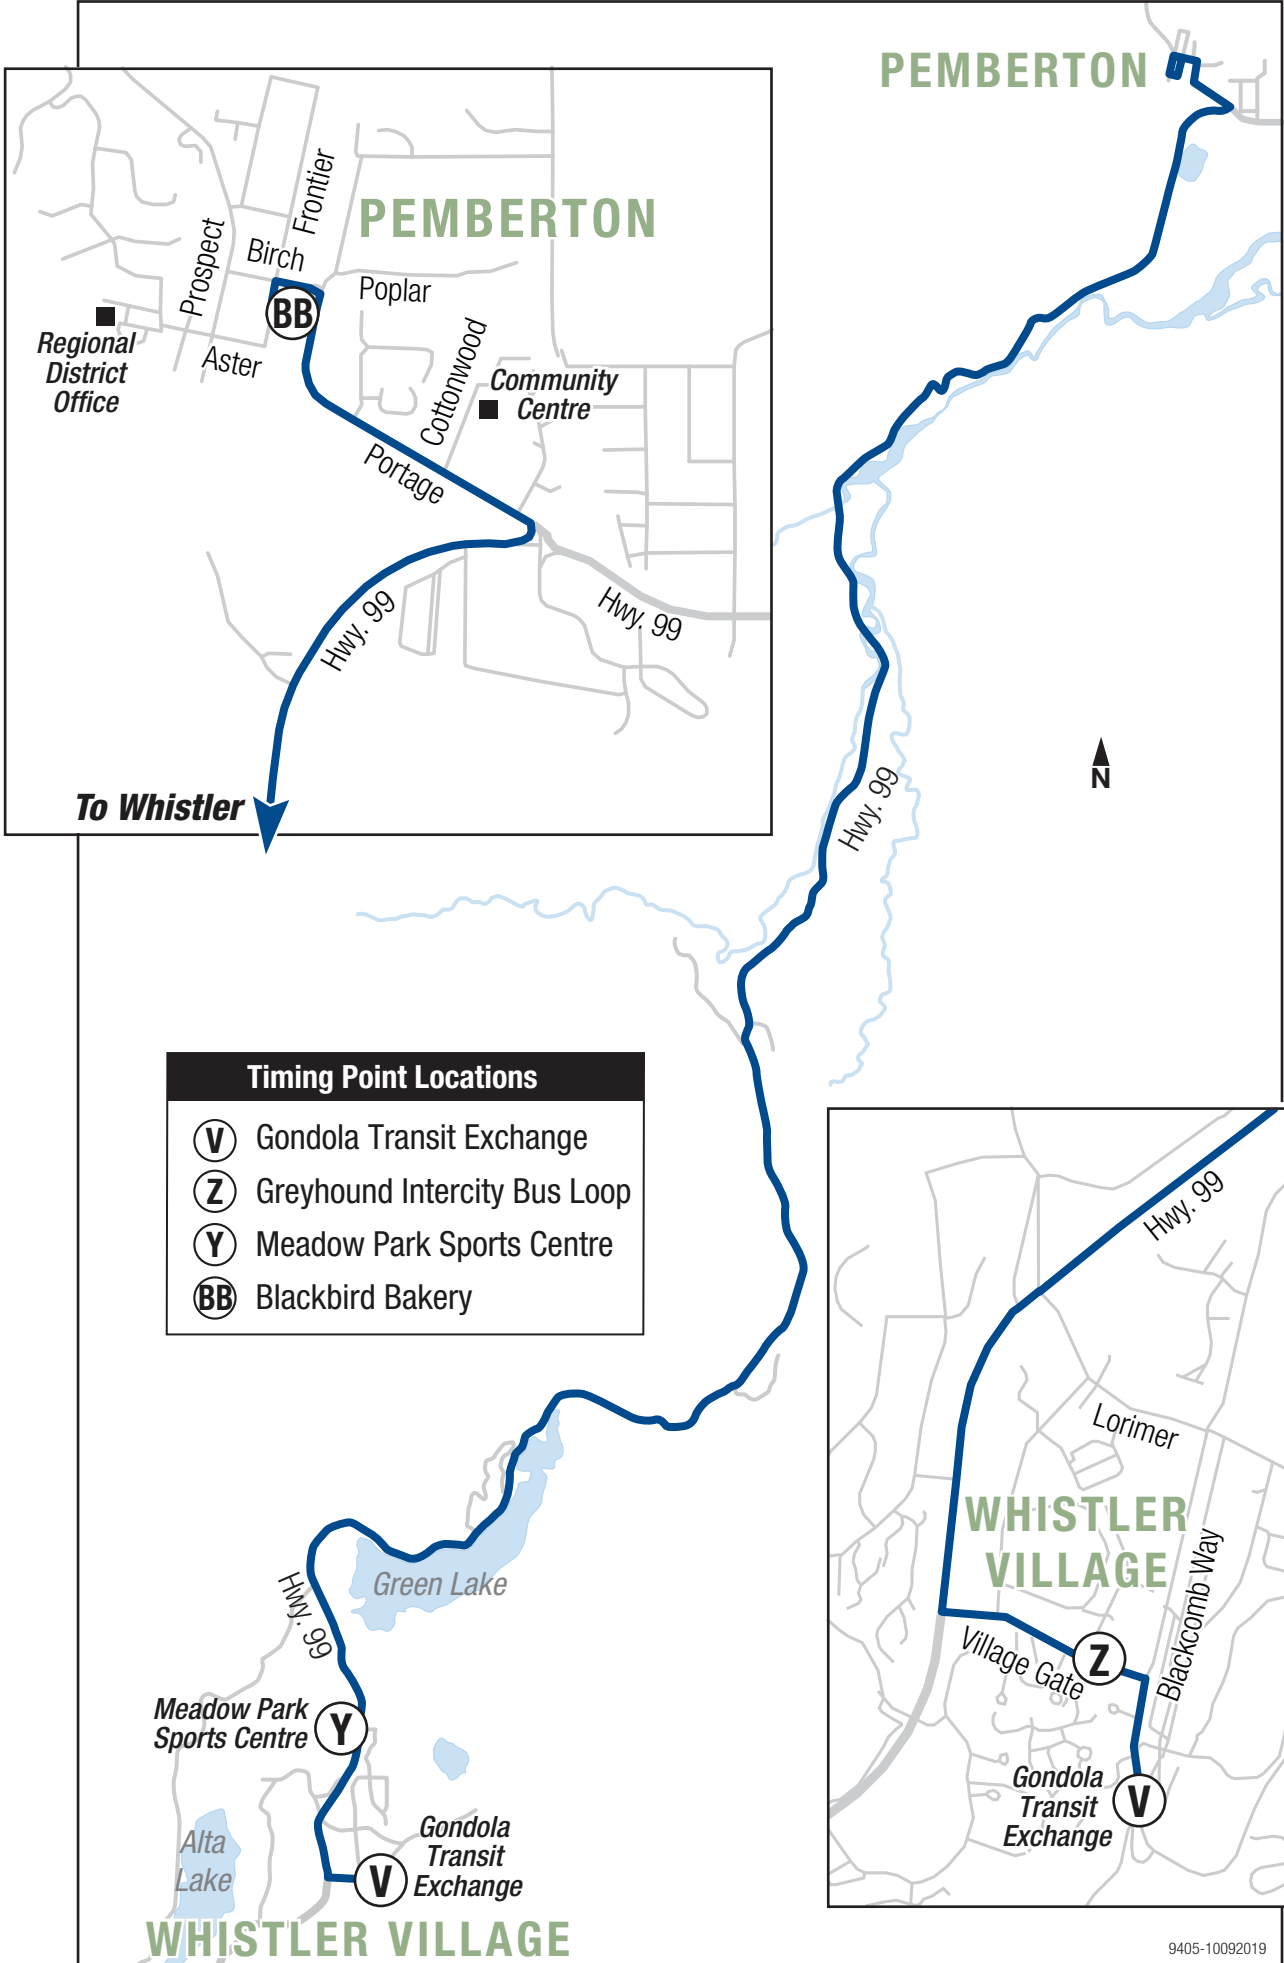 PEMBERTON
PEMBERTON
Frontier
Prospect
Birch
Poplar
BB
Regional
District
Office
Aster
Cottonwood
Community
Centre
Portage
Hwy. 99
Hwy. 99
To Whistler
N
Hwy. 99
Timing Point Locations
V Gondola Transit Exchange
Z Greyhound Intercity Bus Loop
Y Meadow Park Sports Centre
BB Blackbird Bakery
Hwy. 99
Lorimer
WHISTLER
VILLAGE
Blackcomb Way
Village Gate
Z
Gondola
Transit
Exchange
V
Green Lake
Hwy. 99
Meadow Park
Sports Centre
Y
Alta
Lake
Gondola
Transit
Exchange
V
WHISTLER VILLAGE
9405-10092019